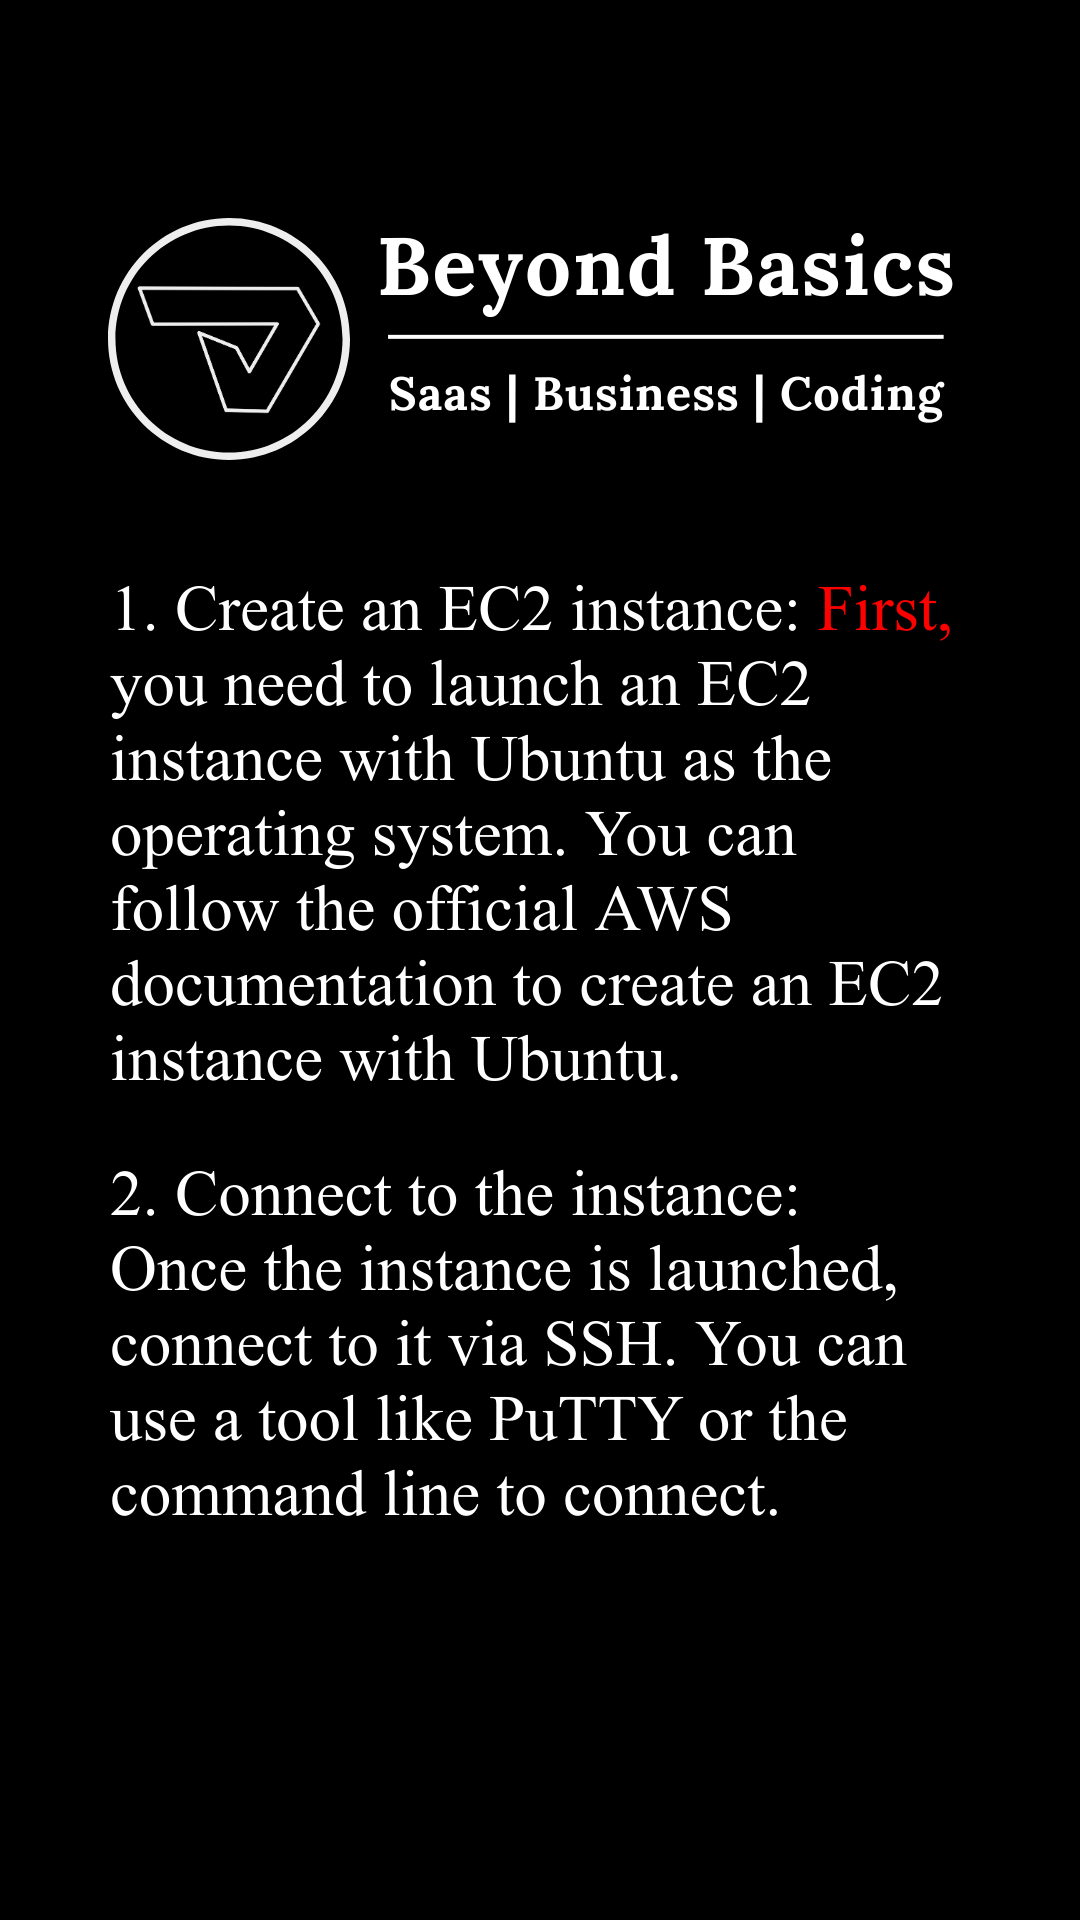 Beyond Basics
Saas | Business | Coding
1. Create an EC2 instance: First,
you need to launch an EC2
instance with Ubuntu as the
operating system. You can
follow the official AWS
documentation to create an EC2
instance with Ubuntu.
2. Connect to the instance:
Once the instance is launched,
connect to it via SSH. You can
use a tool like PuTTY or the
command line to connect.